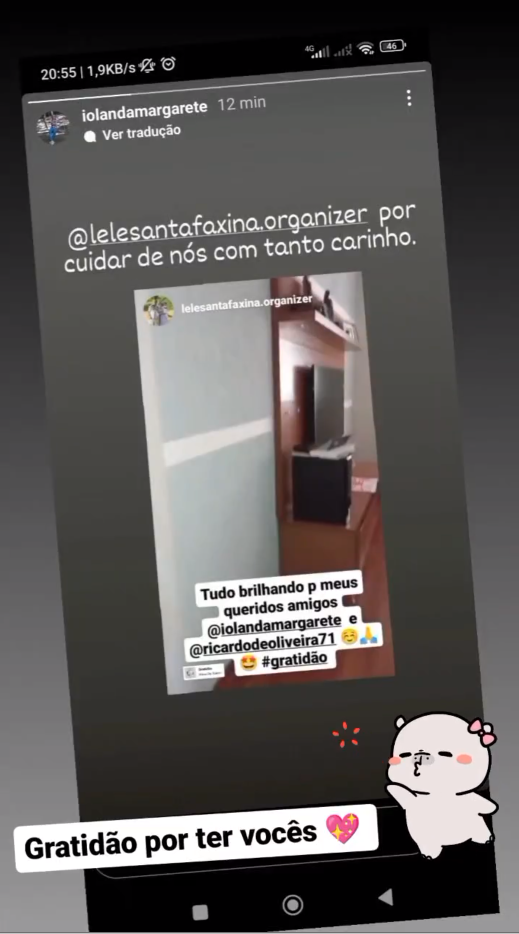 20:55 | 1,9KB/s
4G
46
iolandamargarete 12 min
Ver tradução
@lelesantafaxina.organizer por
cuidar de nós com tanto carinho.
lelesantafaxina.organizer
Tudo brilhando p meus
queridos amigos
@iolandamargarete e
@ricardodeoliveira71 ☺️🙏
🤩 #gratidão
Gratidão por ter vocês 💖